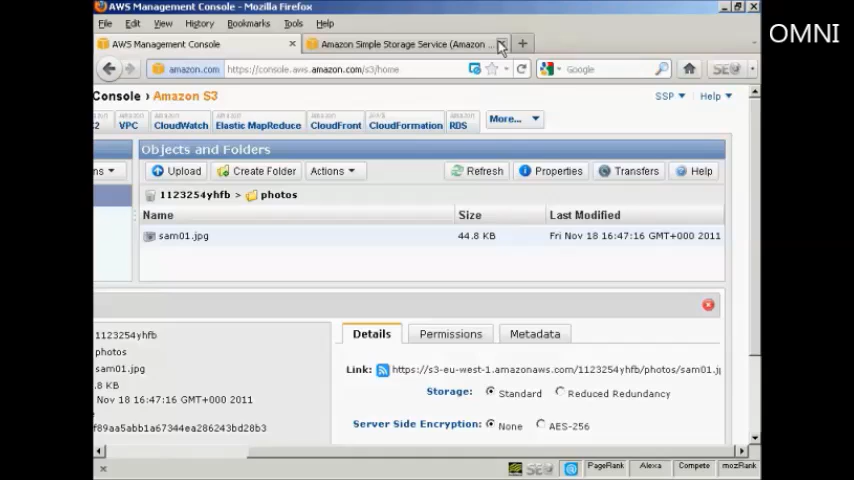 AWS Management Console - Mozilla Firefox
OMNI
File Edit View History Bookmarks Tools Help
AWS Management Console Amazon Simple Storage Service (Amazon ...
amazon.com https://console.aws.amazon.com/s3/home Google
Console > Amazon S3 SSP Help
VPC CloudWatch Elastic MapReduce CloudFront CloudFormation RDS More...
Objects and Folders
Upload Create Folder Actions Refresh Properties Transfers Help
1123254yhfb > photos
Name Size Last Modified
sam01.jpg 44.8 KB Fri Nov 18 16:47:16 GMT+000 2011
1123254yhfb Details Permissions Metadata
photos
sam01.jpg Link: https://s3-eu-west-1.amazonaws.com/1123254yhfb/photos/sam01.j
.8 KB Storage: Standard Reduced Redundancy
Nov 18 16:47:16 GMT+000 2011
f89aa5abb1a67344ea286243bd28b3 Server Side Encryption: None AES-256
PageRank Alexa Compete mozRank